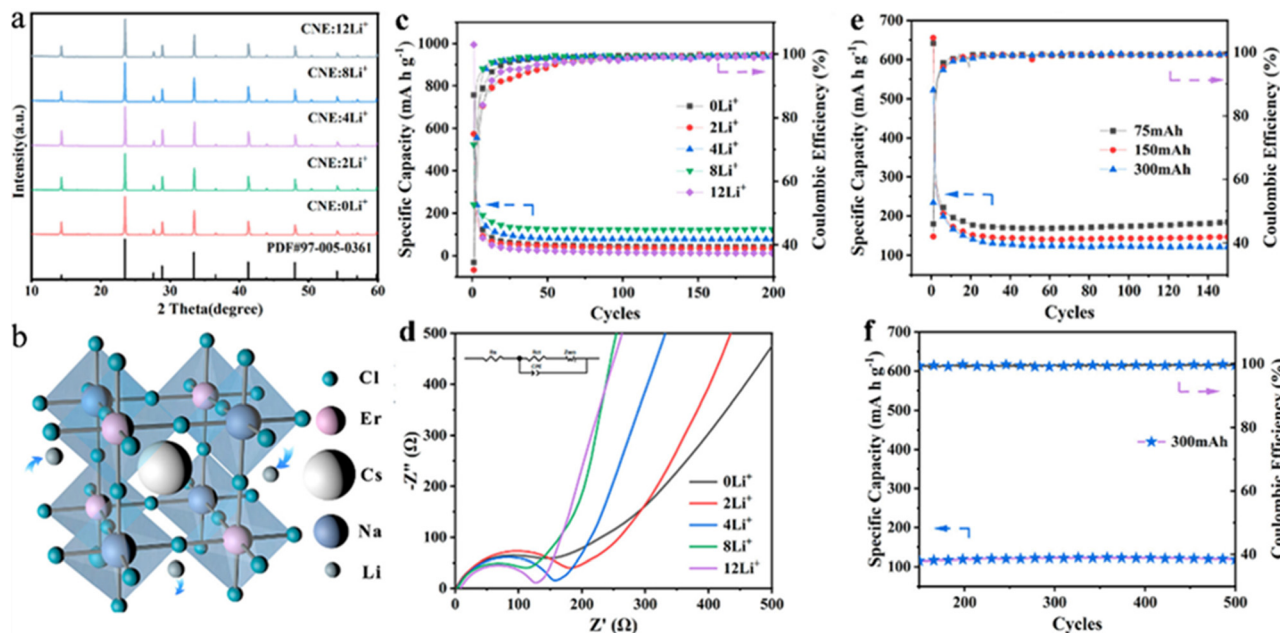 a
CNE:12Li⁺
CNE:8Li⁺
CNE:4Li⁺
CNE:2Li⁺
CNE:0Li⁺
PDF#97-005-0361
Intensity(a.u.)
10 20 30 40 50 60
2 Theta(degree)
b
Cl
Er
Cs
Na
Li
c
1000
800
600
400
200
0
Specific Capacity (mA h g⁻¹)
100
80
60
40
Coulombic Efficiency (%)
0Li⁺
2Li⁺
4Li⁺
8Li⁺
12Li⁺
0 50 100 150 200
Cycles
d
500
400
300
200
100
0
-Z'' (Ω)
0Li⁺
2Li⁺
4Li⁺
8Li⁺
12Li⁺
0 100 200 300 400 500
Z' (Ω)
e
700
600
500
400
300
200
100
Specific Capacity (mA h g⁻¹)
100
80
60
40
Coulombic Efficiency (%)
75mAh
150mAh
300mAh
0 20 40 60 80 100 120 140
Cycles
f
700
600
500
400
300
200
100
Specific Capacity (mA h g⁻¹)
100
80
60
40
Coulombic Efficiency (%)
300mAh
200 300 400 500
Cycles